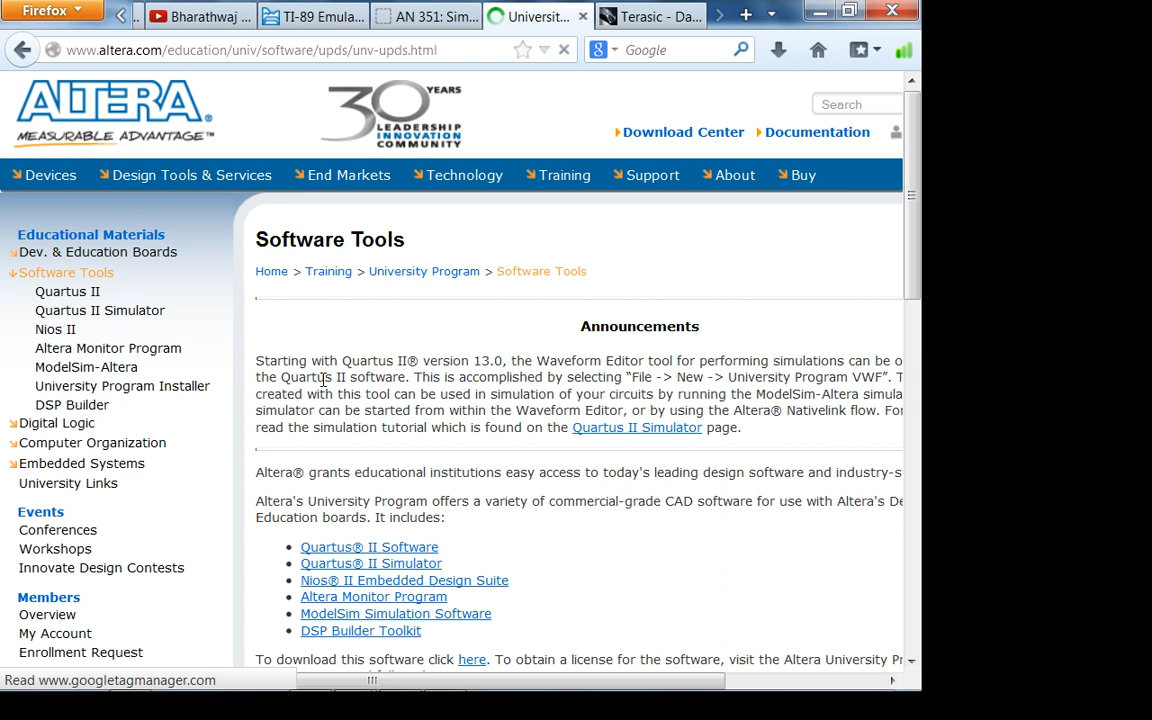 Firefox
Bharathwaj ...
TI-89 Emula...
AN 351: Sim...
Universit...
Terasic - Da...
www.altera.com/education/univ/software/upds/unv-upds.html
Google
ALTERA
MEASURABLE ADVANTAGE™
30 YEARS
LEADERSHIP
INNOVATION
COMMUNITY
Search
Download Center
Documentation
Devices
Design Tools & Services
End Markets
Technology
Training
Support
About
Buy
Educational Materials
Dev. & Education Boards
Software Tools
Quartus II
Quartus II Simulator
Nios II
Altera Monitor Program
ModelSim-Altera
University Program Installer
DSP Builder
Digital Logic
Computer Organization
Embedded Systems
University Links
Events
Conferences
Workshops
Innovate Design Contests
Members
Overview
My Account
Enrollment Request
Software Tools
Home > Training > University Program > Software Tools
Announcements
Starting with Quartus II® version 13.0, the Waveform Editor tool for performing simulations can be o
the Quartus II software. This is accomplished by selecting “File -> New -> University Program VWF”. T
created with this tool can be used in simulation of your circuits by running the ModelSim-Altera simula
simulator can be started from within the Waveform Editor, or by using the Altera® Nativelink flow. For
read the simulation tutorial which is found on the Quartus II Simulator page.
Altera® grants educational institutions easy access to today's leading design software and industry-s
Altera's University Program offers a variety of commercial-grade CAD software for use with Altera's De
Education boards. It includes:
• Quartus® II Software
• Quartus® II Simulator
• Nios® II Embedded Design Suite
• Altera Monitor Program
• ModelSim Simulation Software
• DSP Builder Toolkit
To download this software click here. To obtain a license for the software, visit the Altera University Pr
Read www.googletagmanager.com